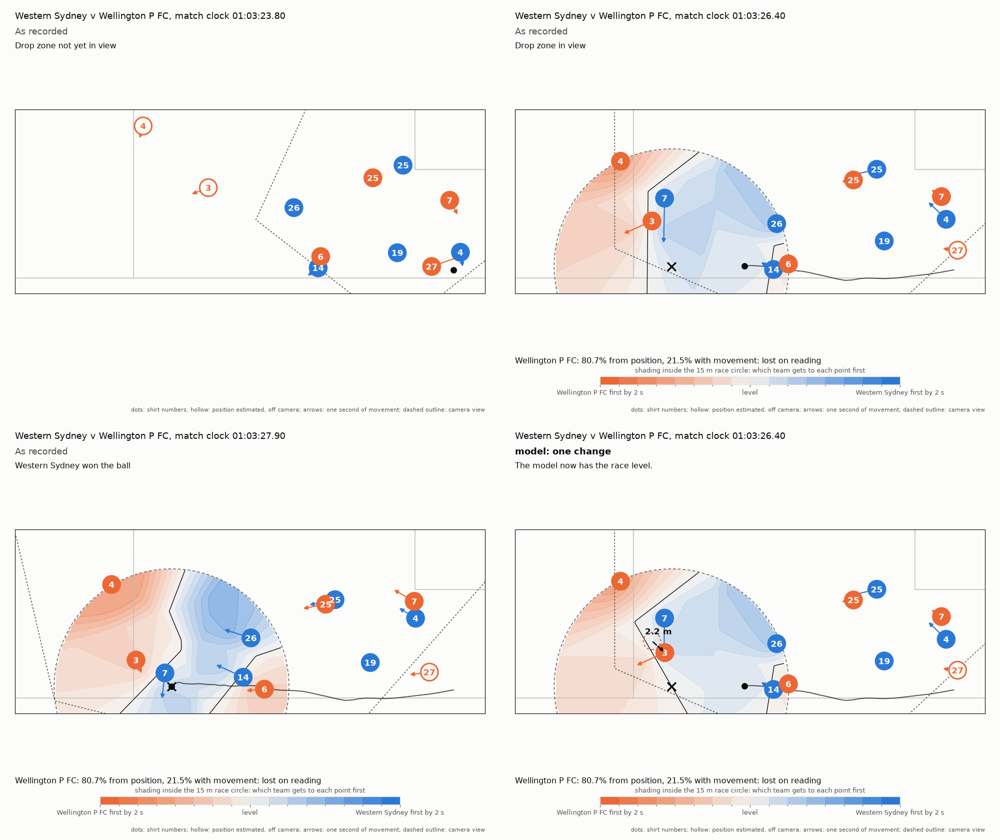 Western Sydney v Wellington P FC, match clock 01:03:23.80
As recorded
Drop zone not yet in view
4
3
25
25
7
26
6
14
19
4
27
dots: shirt numbers: hollow: position estimated, off camera; arrows: one second of movement; dashed outline: camera view
Western Sydney v Wellington P FC, match clock 01:03:26.40
As recorded
Drop zone in view
4
25
25
7
7
3
4
26
19
27
14
6
Wellington P FC: 80.7% from position, 21.5% with movement: lost on reading
shading inside the 15 m race circle: which team gets to each point first
Wellington P FC first by 2 s
level
Western Sydney first by 2 s
dots: shirt numbers: hollow: position estimated, off camera; arrows: one second of movement; dashed outline: camera view
Western Sydney v Wellington P FC, match clock 01:03:27.90
As recorded
Western Sydney won the ball
4
25
25
7
4
26
3
19
7
14
27
6
Wellington P FC: 80.7% from position, 21.5% with movement: lost on reading
shading inside the 15 m race circle: which team gets to each point first
Wellington P FC first by 2 s
level
Western Sydney first by 2 s
dots: shirt numbers: hollow: position estimated, off camera; arrows: one second of movement; dashed outline: camera view
Western Sydney v Wellington P FC, match clock 01:03:26.40
model: one change
The model now has the race level.
4
25
25
7
7
2.2 m
4
26
3
19
27
14
6
Wellington P FC: 80.7% from position, 21.5% with movement: lost on reading
shading inside the 15 m race circle: which team gets to each point first
Wellington P FC first by 2 s
level
Western Sydney first by 2 s
dots: shirt numbers: hollow: position estimated, off camera; arrows: one second of movement; dashed outline: camera view